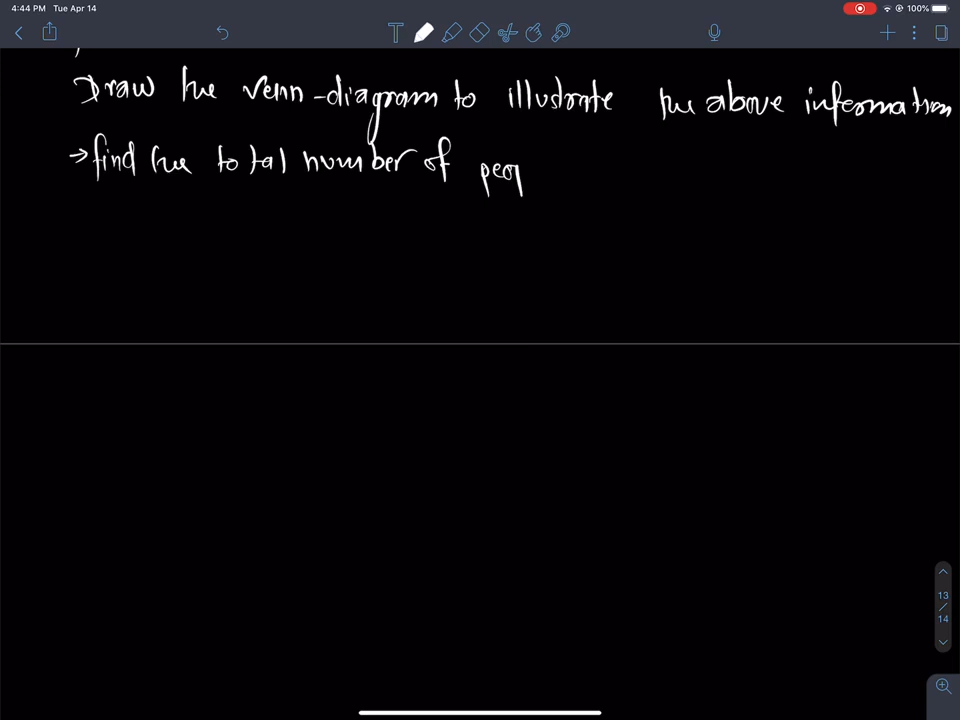 4:44 PM Tue Apr 14
100%
Draw the venn-diagram to illustrate the above information
→find the total number of peop
13
/
14